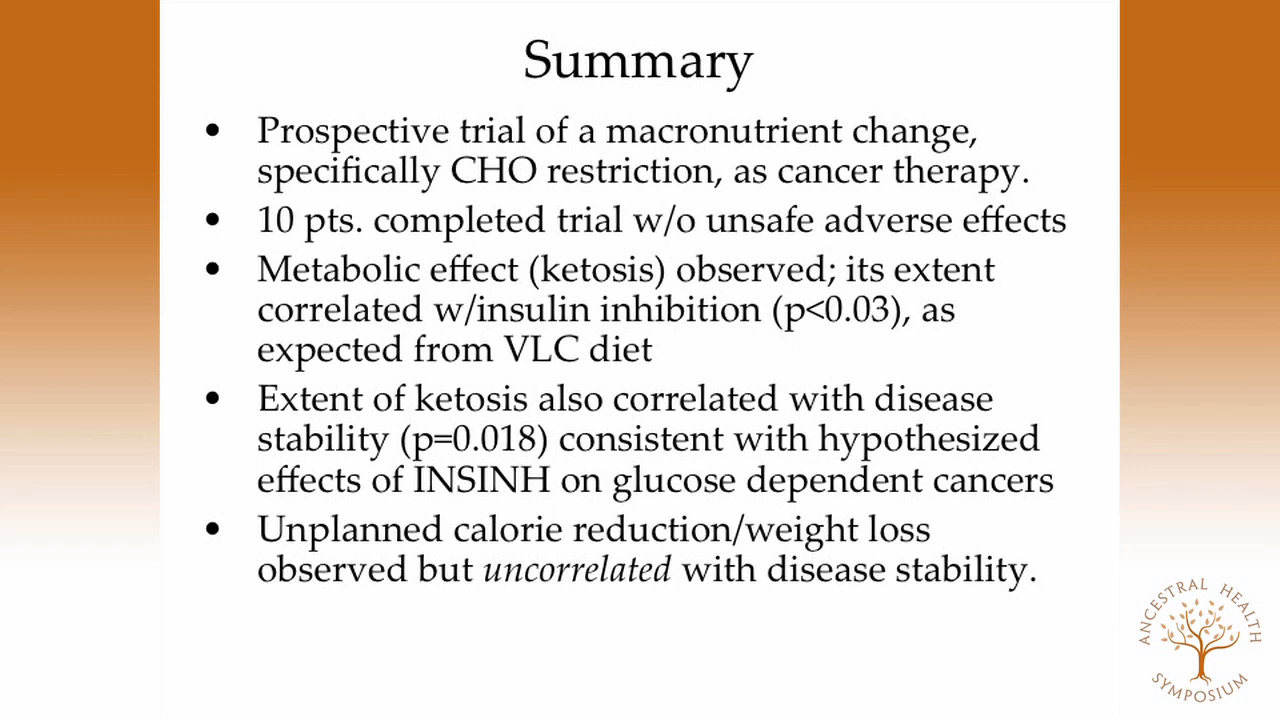 Summary
• Prospective trial of a macronutrient change,
specifically CHO restriction, as cancer therapy.
• 10 pts. completed trial w/o unsafe adverse effects
• Metabolic effect (ketosis) observed; its extent
correlated w/insulin inhibition (p<0.03), as
expected from VLC diet
• Extent of ketosis also correlated with disease
stability (p=0.018) consistent with hypothesized
effects of INSINH on glucose dependent cancers
• Unplanned calorie reduction/weight loss
observed but uncorrelated with disease stability.
ANCESTRAL HEALTH
SYMPOSIUM